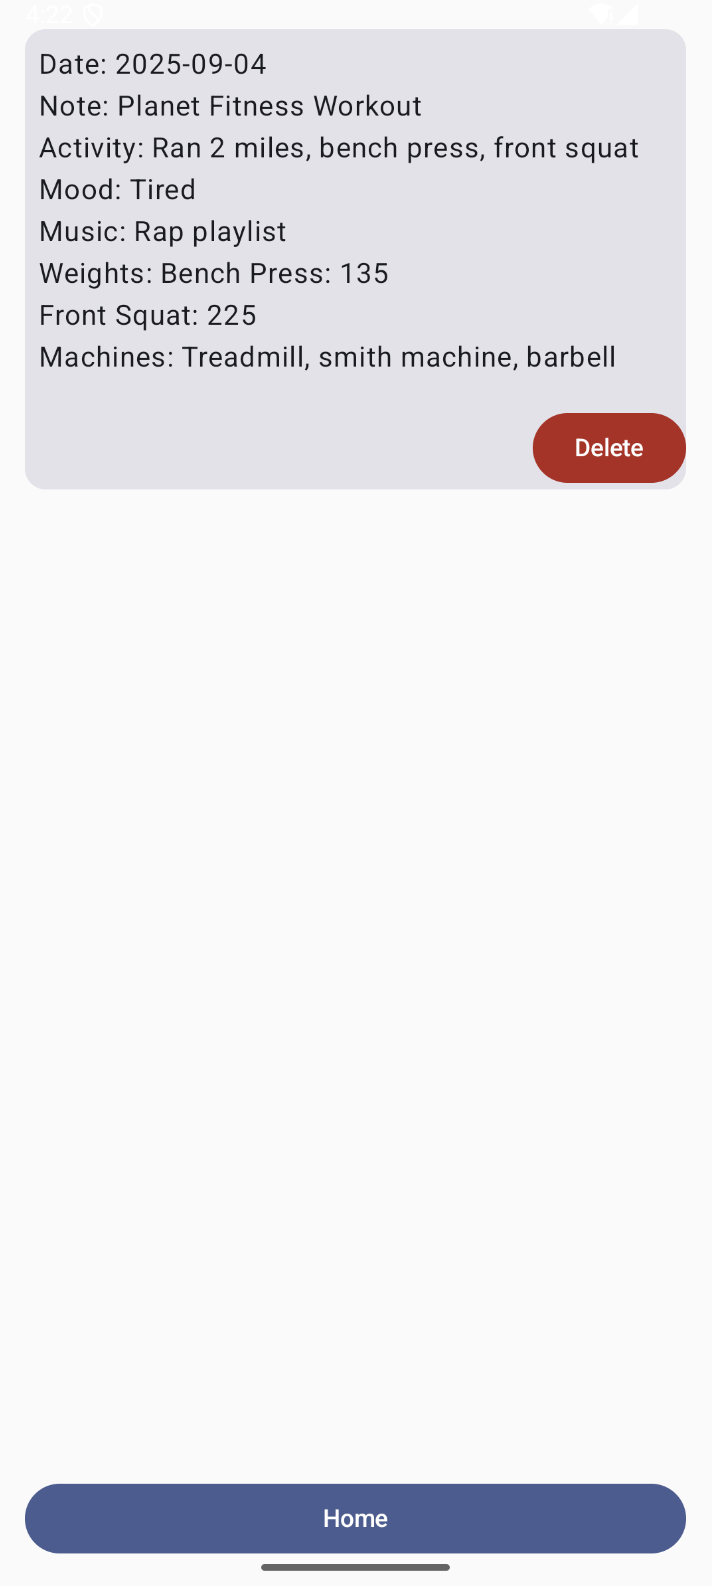 4:22
Date: 2025-09-04
Note: Planet Fitness Workout
Activity: Ran 2 miles, bench press, front squat
Mood: Tired
Music: Rap playlist
Weights: Bench Press: 135
Front Squat: 225
Machines: Treadmill, smith machine, barbell
Delete
Home